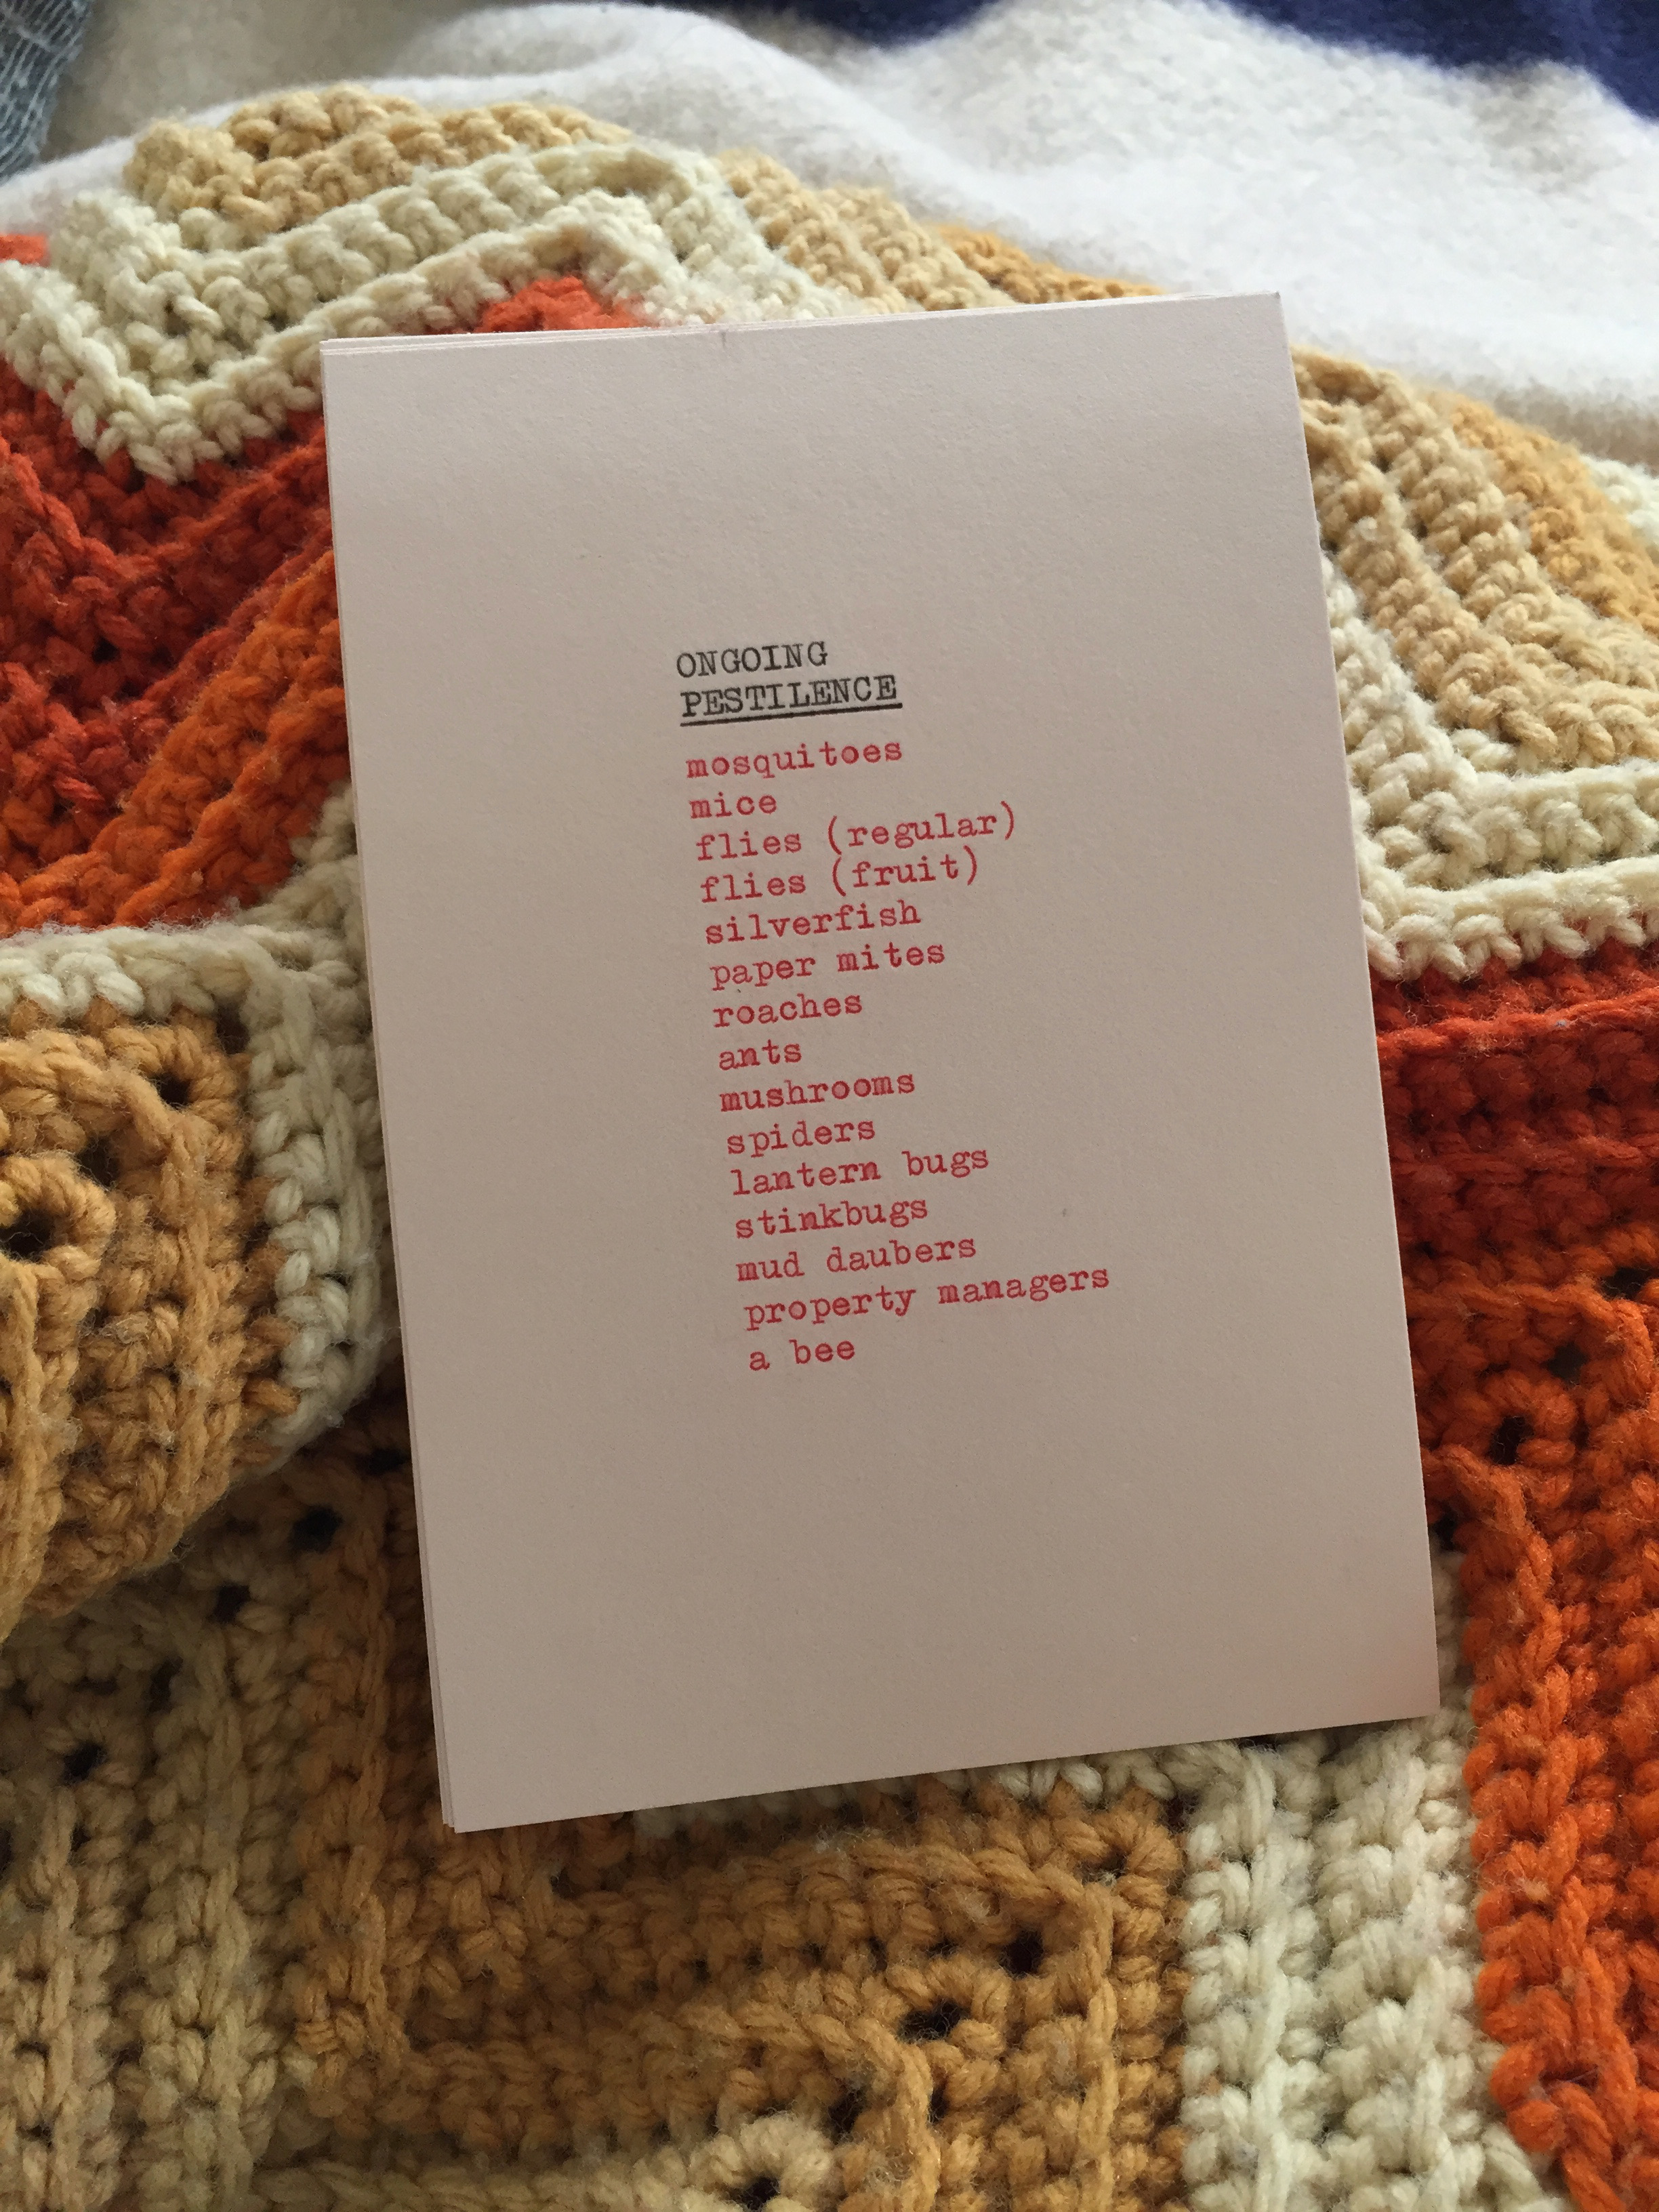 ONGOING
PESTILENCE
mosquitoes
mice
flies (regular)
flies (fruit)
silverfish
paper mites
roaches
ants
mushrooms
spiders
lantern bugs
stinkbugs
mud daubers
property managers
a bee